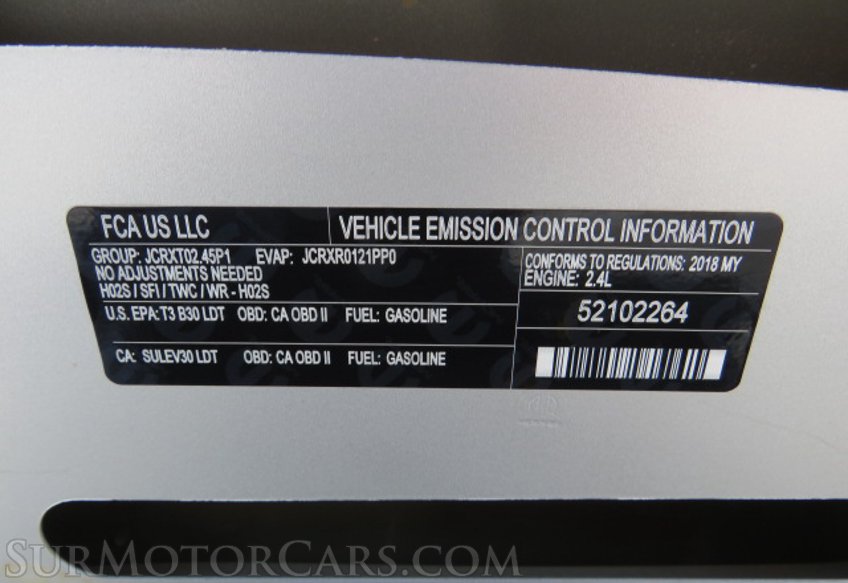 FCA US LLC
VEHICLE EMISSION CONTROL INFORMATION
GROUP: JCRXT02.45P1 EVAP: JCRXR0121PP0
NO ADJUSTMENTS NEEDED
H02S / SFI / TWC / WR - H02S
CONFORMS TO REGULATIONS: 2018 MY
ENGINE: 2.4L
U.S. EPA: T3 B30 LDT OBD: CA OBD II FUEL: GASOLINE
52102264
CA: SULEV30 LDT OBD: CA OBD II FUEL: GASOLINE
SURMOTORCARS.COM